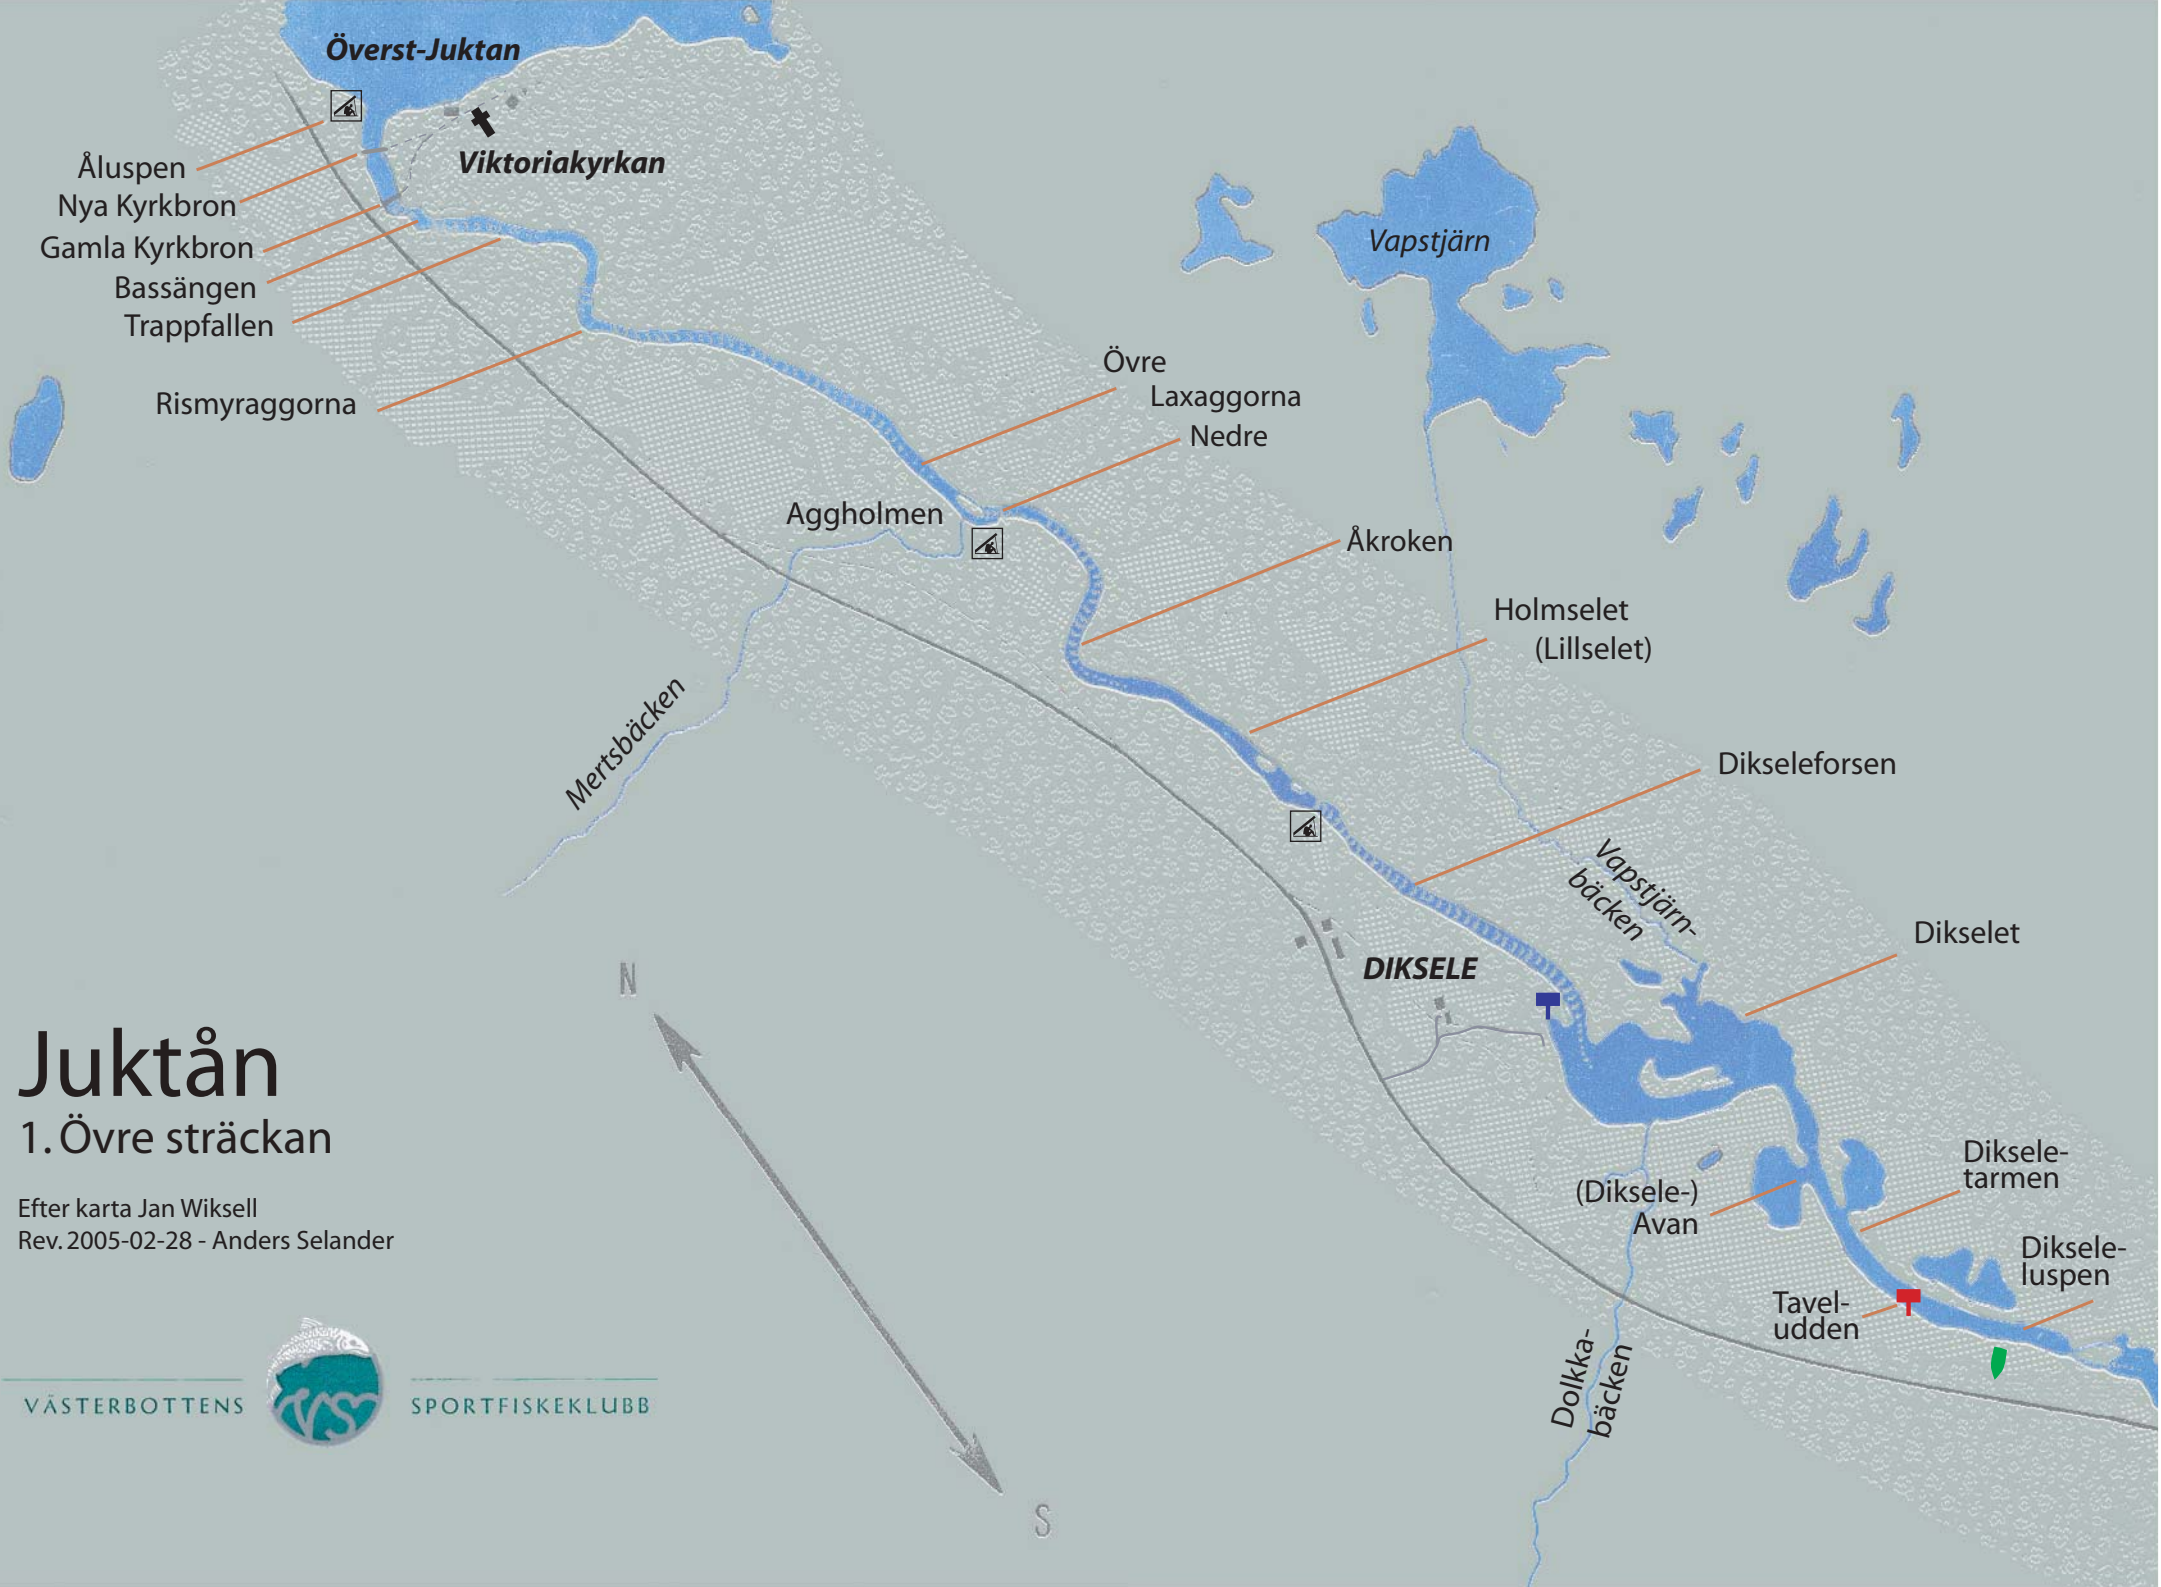 Överst-Juktan
Viktoriakyrkan
Åluspen
Nya Kyrkbron
Gamla Kyrkbron
Bassängen
Trappfallen
Rismyraggorna
Vapstjärn
Övre
Laxaggorna
Nedre
Aggholmen
Åkroken
Holmselet
(Lillselet)
Mertsbäcken
Dikseleforsen
Vapstjärn-
bäcken
Dikselet
DIKSELE
N
Juktån
1. Övre sträckan
Efter karta Jan Wiksell
Rev. 2005-02-28 - Anders Selander
Diksele-
tarmen
(Diksele-)
Avan
Diksele-
luspen
Tavel-
udden
Dolkka-
bäcken
VÄSTERBOTTENS
VSF
SPORTFISKEKLUBB
S